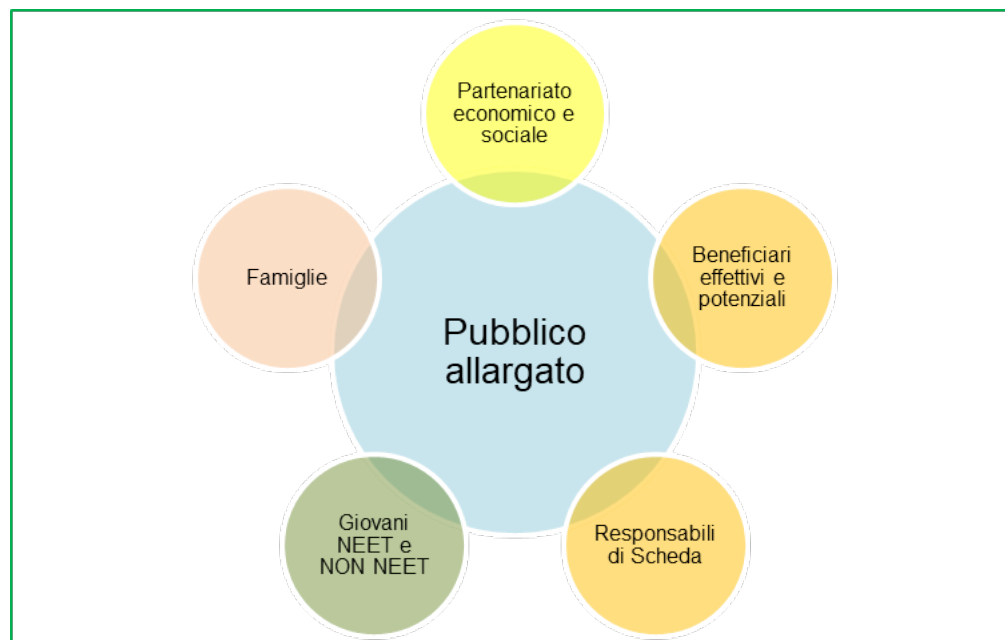 Partenariato
economico e
sociale
Famiglie
Beneficiari
effettivi e
potenziali
Pubblico
allargato
Giovani
NEET e
NON NEET
Responsabili
di Scheda